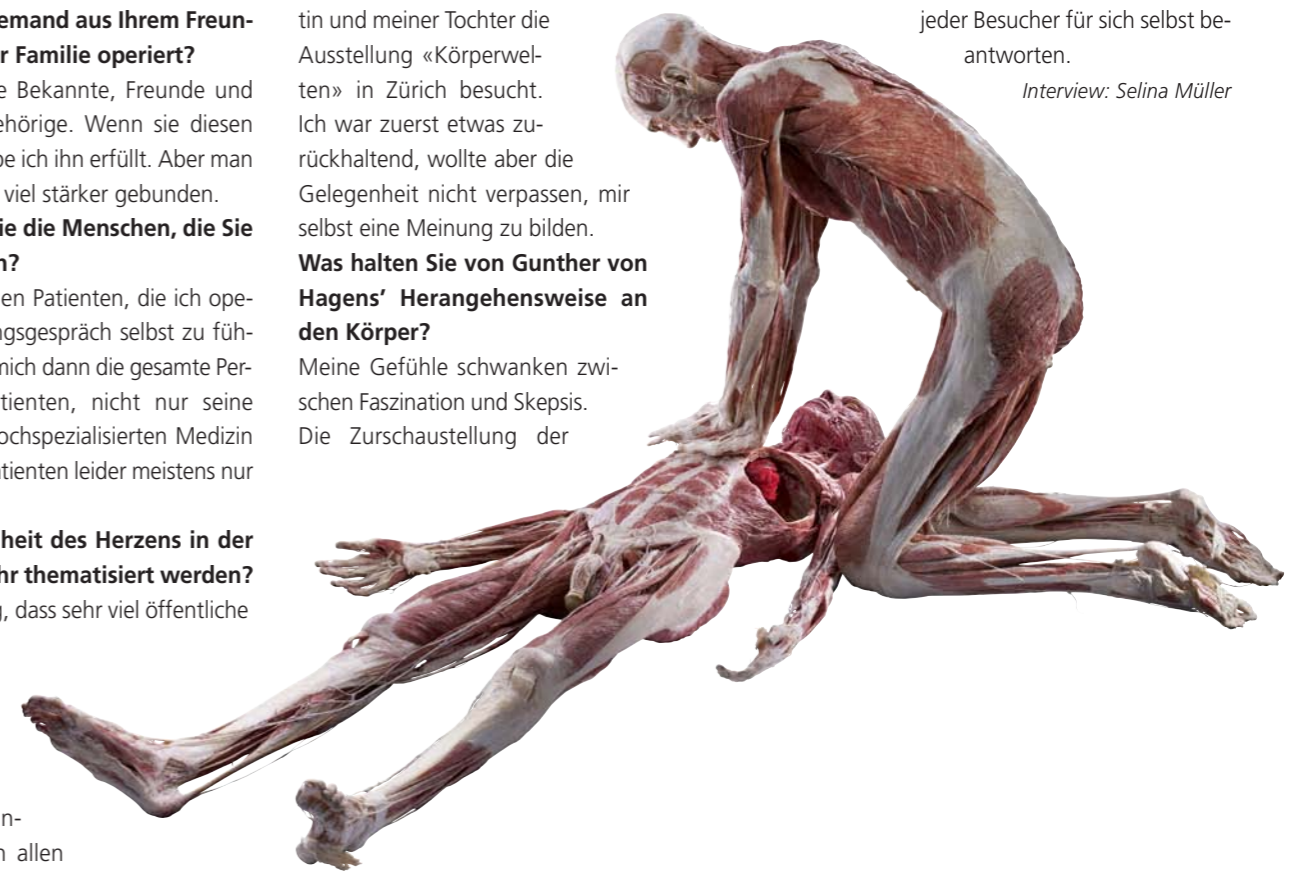 emand aus Ihrem Freun-
r Familie operiert?
e Bekannte, Freunde und
ehörige. Wenn sie diesen
be ich ihn erfüllt. Aber man
viel stärker gebunden.
ie die Menschen, die Sie
n?
en Patienten, die ich ope-
ngsgespräch selbst zu füh-
mich dann die gesamte Per-
tienten, nicht nur seine
ochspezialisierten Medizin
atienten leider meistens nur
heit des Herzens in der
hr thematisiert werden?
g, dass sehr viel öffentliche
n-
n allen
tin und meiner Tochter die
Ausstellung «Körperwel-
ten» in Zürich besucht.
Ich war zuerst etwas zu-
rückhaltend, wollte aber die
Gelegenheit nicht verpassen, mir
selbst eine Meinung zu bilden.
Was halten Sie von Gunther von
Hagens’ Herangehensweise an
den Körper?
Meine Gefühle schwanken zwi-
schen Faszination und Skepsis.
Die Zurschaustellung der
jeder Besucher für sich selbst be-
antworten.
Interview: Selina Müller